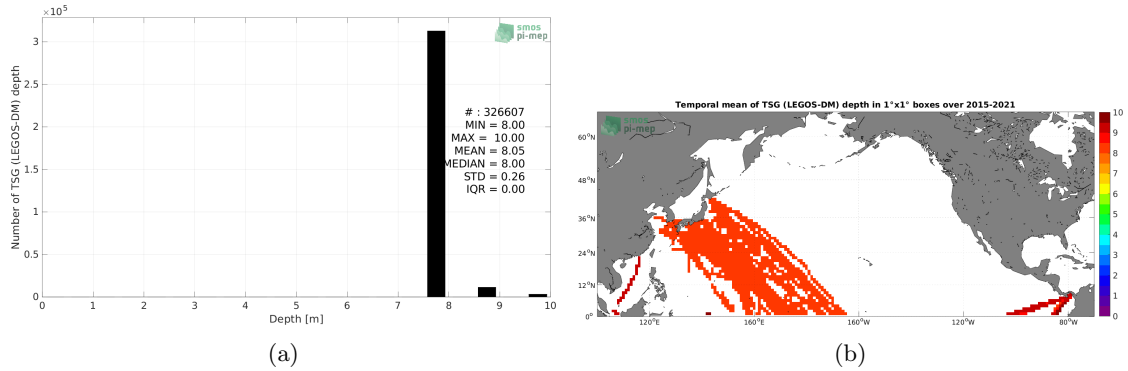 ×10⁵
3
2.5
2
1.5
1
0.5
0
Number of TSG (LEGOS-DM) depth
smos
pi-mep
# : 326607
MIN = 8.00
MAX = 10.00
MEAN = 8.05
MEDIAN = 8.00
STD = 0.26
IQR = 0.00
0 1 2 3 4 5 6 7 8 9 10
Depth [m]
(a)
Temporal mean of TSG (LEGOS-DM) depth in 1°x1° boxes over 2015-2021
smos
pi-mep
60°N
48°N
36°N
24°N
12°N
0°
120°E 160°E 160°W 120°W 80°W
10
9
8
7
6
5
4
3
2
1
0
(b)